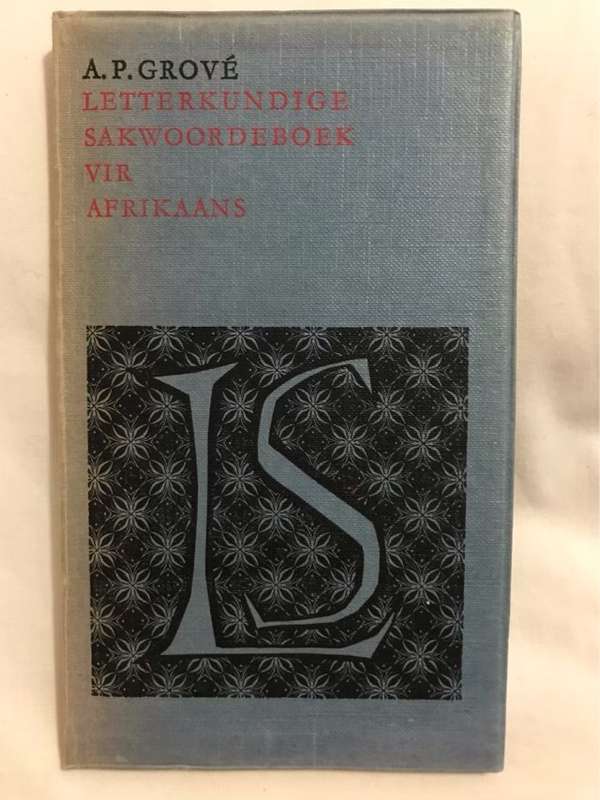 A. P. GROVÉ
LETTERKUNDIGE
SAKWOORDEBOEK
VIR
AFRIKAANS
LS